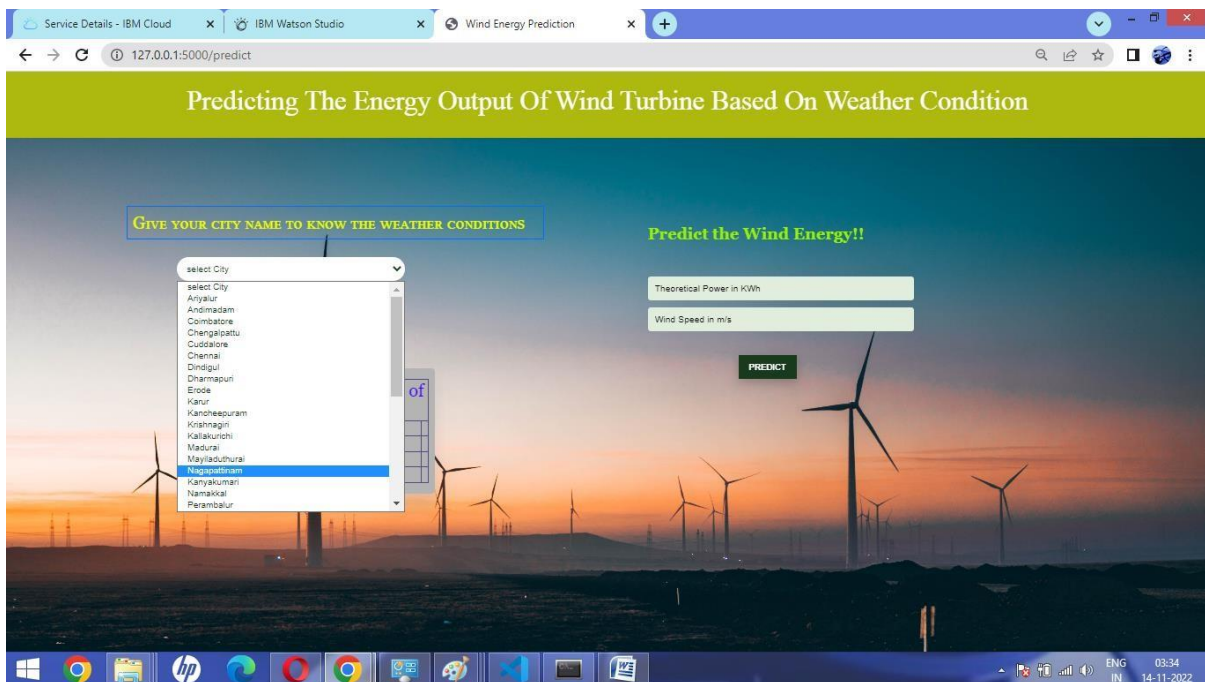 Service Details - IBM Cloud
IBM Watson Studio
Wind Energy Prediction
127.0.0.1:5000/predict
Predicting The Energy Output Of Wind Turbine Based On Weather Condition
GIVE YOUR CITY NAME TO KNOW THE WEATHER CONDITIONS
select City
select City
Ariyalur
Andimadam
Coimbatore
Chengalpattu
Cuddalore
Chennai
Dindigul
Dharmapuri
Erode
Karur
Kancheepuram
Krishnagiri
Kallakurichi
Madurai
Mayiladuthurai
Nagapattinam
Kanyakumari
Namakkal
Perambalur
of
Predict the Wind Energy!!
Theoretical Power in KWh
Wind Speed in m/s
PREDICT
hp
ENG
IN
03:34
14-11-2022